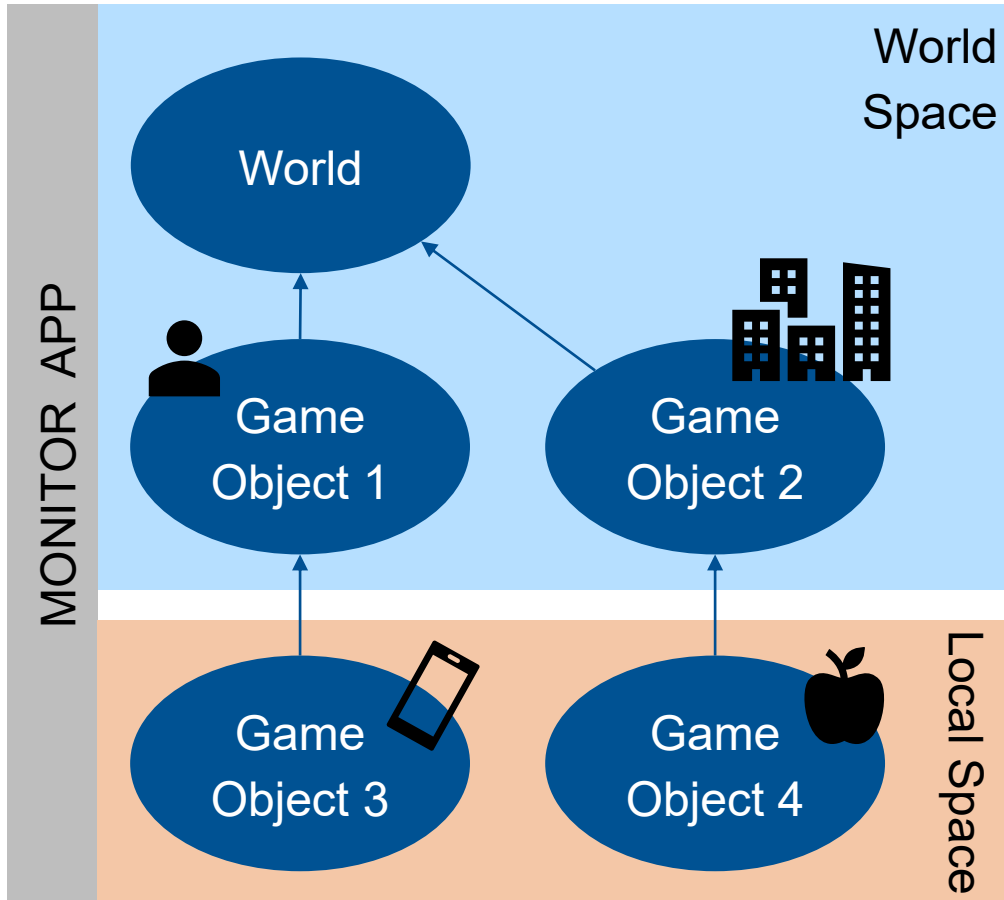 World
Space
World
MONITOR APP
Game
Object 1
Game
Object 2
Local Space
Game
Object 3
Game
Object 4